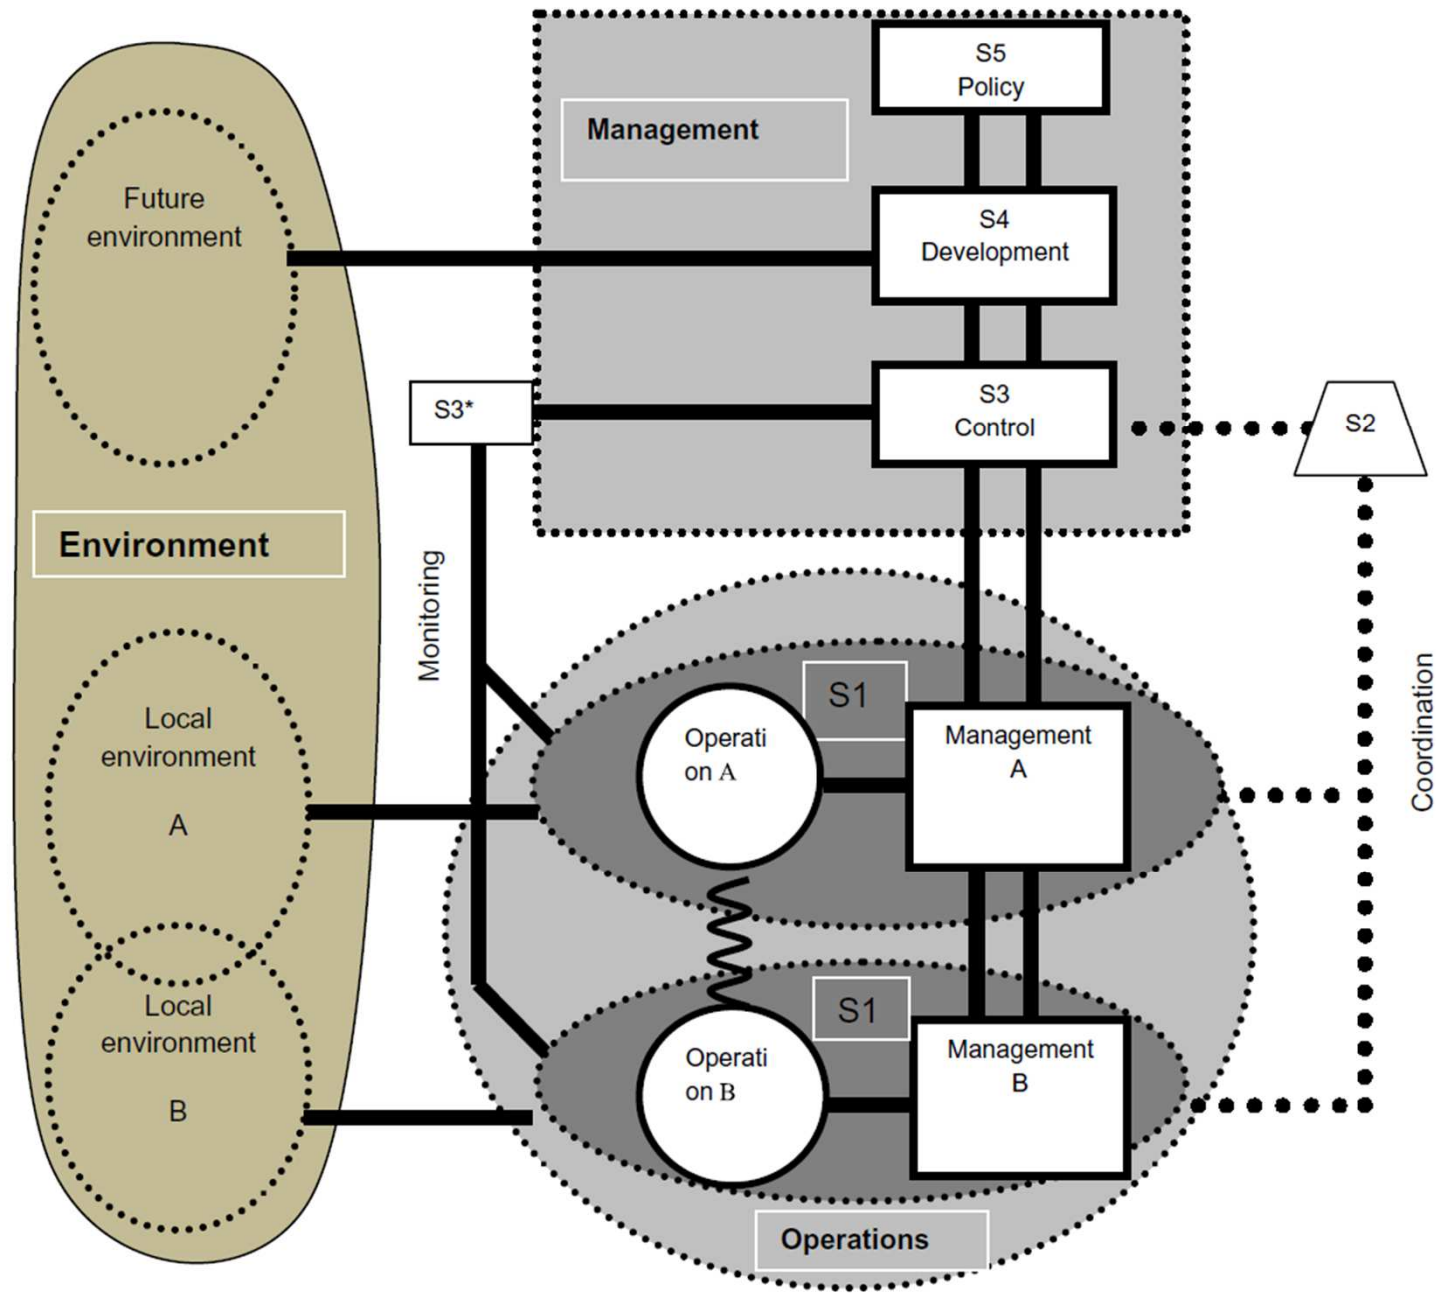 S5
Policy
Management
Future
environment
S4
Development
S3*
S3
Control
S2
Environment
Monitoring
Coordination
Local
environment
A
S1
Operati
on A
Management
A
Local
environment
B
S1
Operati
on B
Management
B
Operations